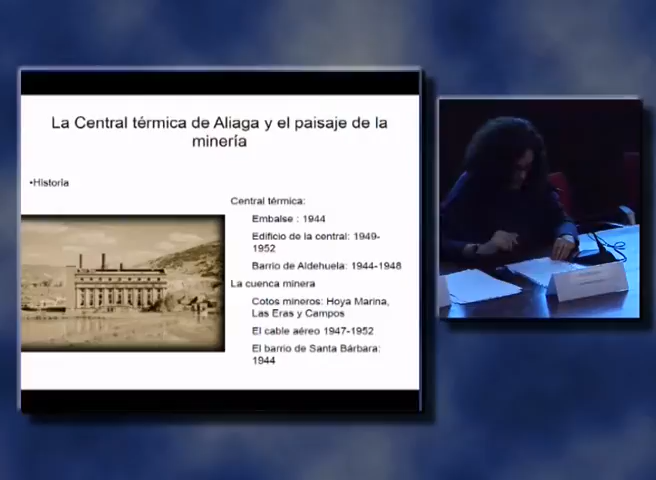 La Central térmica de Aliaga y el paisaje de la
minería
•Historia
Central térmica:
Embalse : 1944
Edificio de la central: 1949-
1952
Barrio de Aldehuela: 1944-1948
La cuenca minera
Cotos mineros: Hoya Marina,
Las Eras y Campos
El cable aéreo 1947-1952
El barrio de Santa Bárbara:
1944